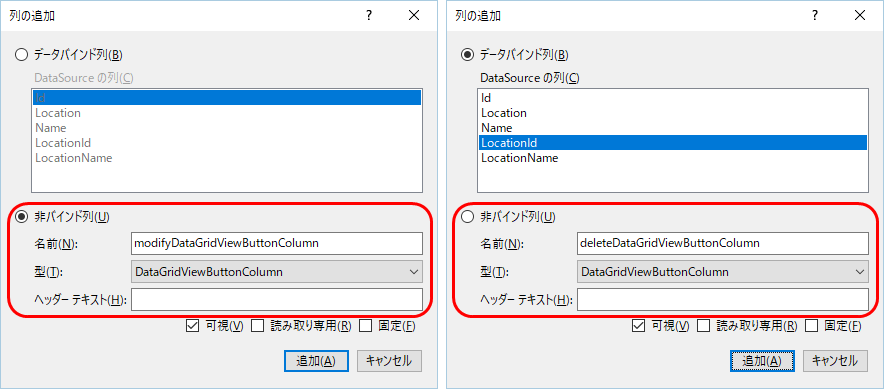 列の追加
データバインド列(B)
DataSource の列(C)
Id
Location
Name
LocationId
LocationName
非バインド列(U)
名前(N):
modifyDataGridViewButtonColumn
型(T):
DataGridViewButtonColumn
ヘッダー テキスト(H):
可視(V) 読み取り専用(R) 固定(F)
追加(A) キャンセル
列の追加
データバインド列(B)
DataSource の列(C)
Id
Location
Name
LocationId
LocationName
非バインド列(U)
名前(N):
deleteDataGridViewButtonColumn
型(T):
DataGridViewButtonColumn
ヘッダー テキスト(H):
可視(V) 読み取り専用(R) 固定(F)
追加(A) キャンセル